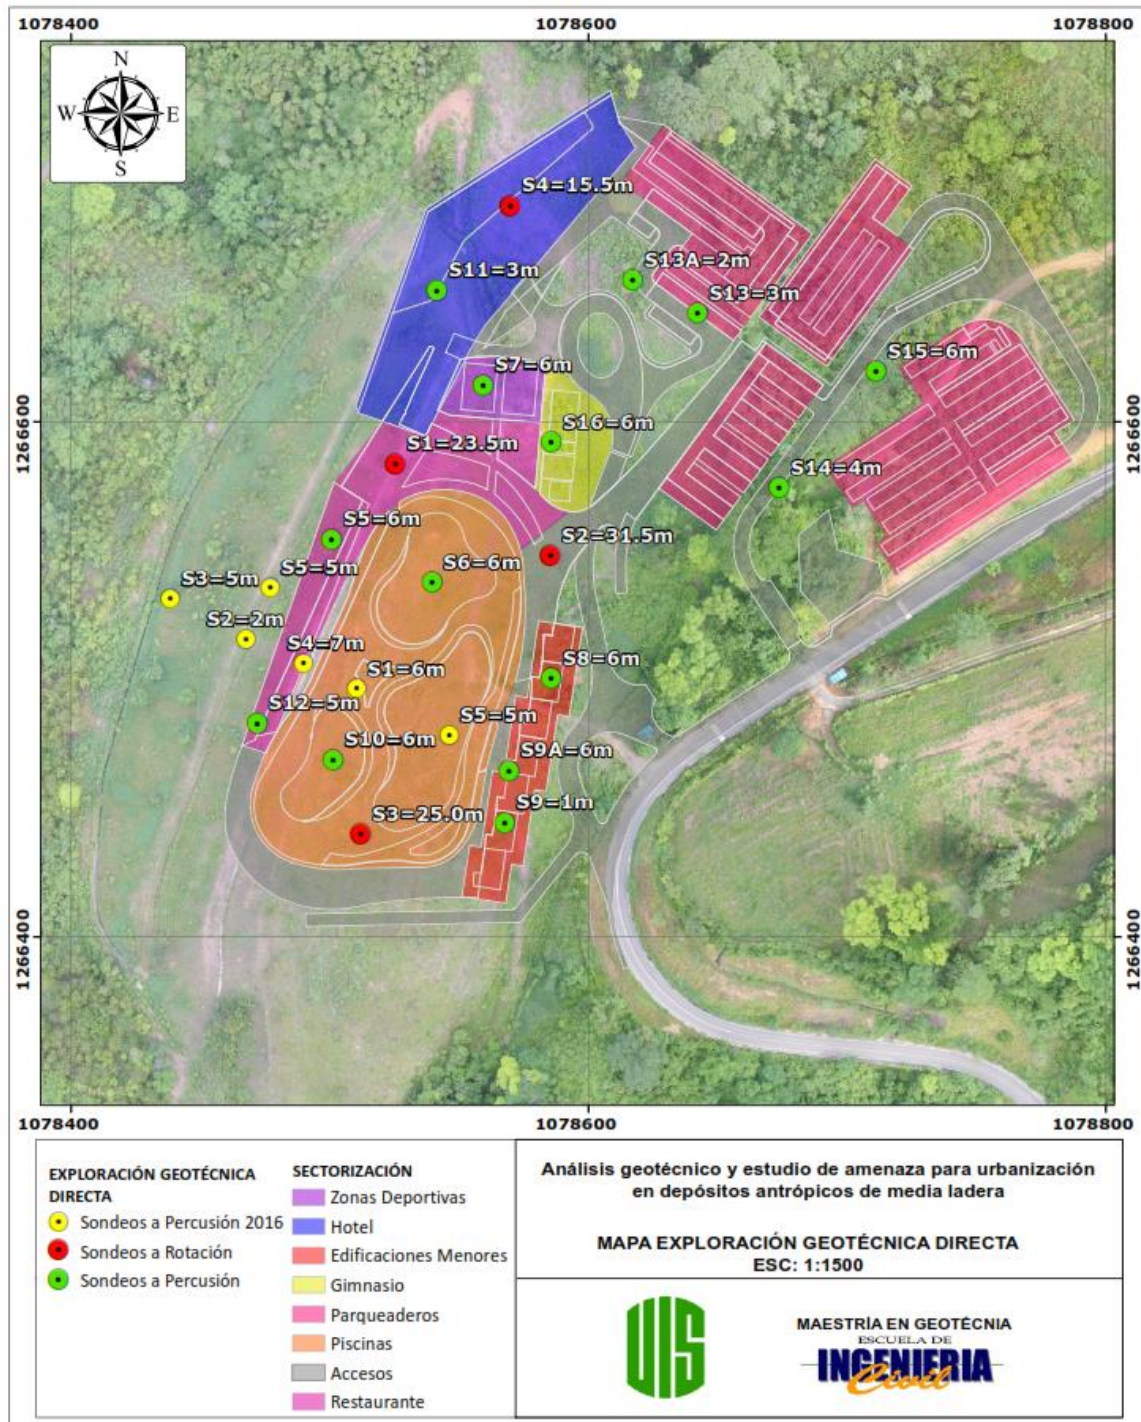 1078400 1078600 1078800
N
W E
S
S4=15.5m
S11=3m
S13A=2m
S13=3m
S7=6m
S15=6m
1266600 1266600
S16=6m
S1=23.5m
S14=4m
S5=6m
S2=31.5m
S5=5m
S6=6m
S3=5m
S2=2m
S4=7m
S8=6m
S1=6m
S12=5m
S5=5m
S10=6m
S9A=6m
S9=1m
S3=25.0m
1266400 1266400
1078400 1078600 1078800
EXPLORACIÓN GEOTÉCNICA
DIRECTA
Sondeos a Percusión 2016
Sondeos a Rotación
Sondeos a Percusión
SECTORIZACIÓN
Zonas Deportivas
Hotel
Edificaciones Menores
Gimnasio
Parqueaderos
Piscinas
Accesos
Restaurante
Análisis geotécnico y estudio de amenaza para urbanización
en depósitos antrópicos de media ladera
MAPA EXPLORACIÓN GEOTÉCNICA DIRECTA
ESC: 1:1500
UIS
MAESTRÍA EN GEOTÉCNIA
ESCUELA DE
INGENIERIA
Civil